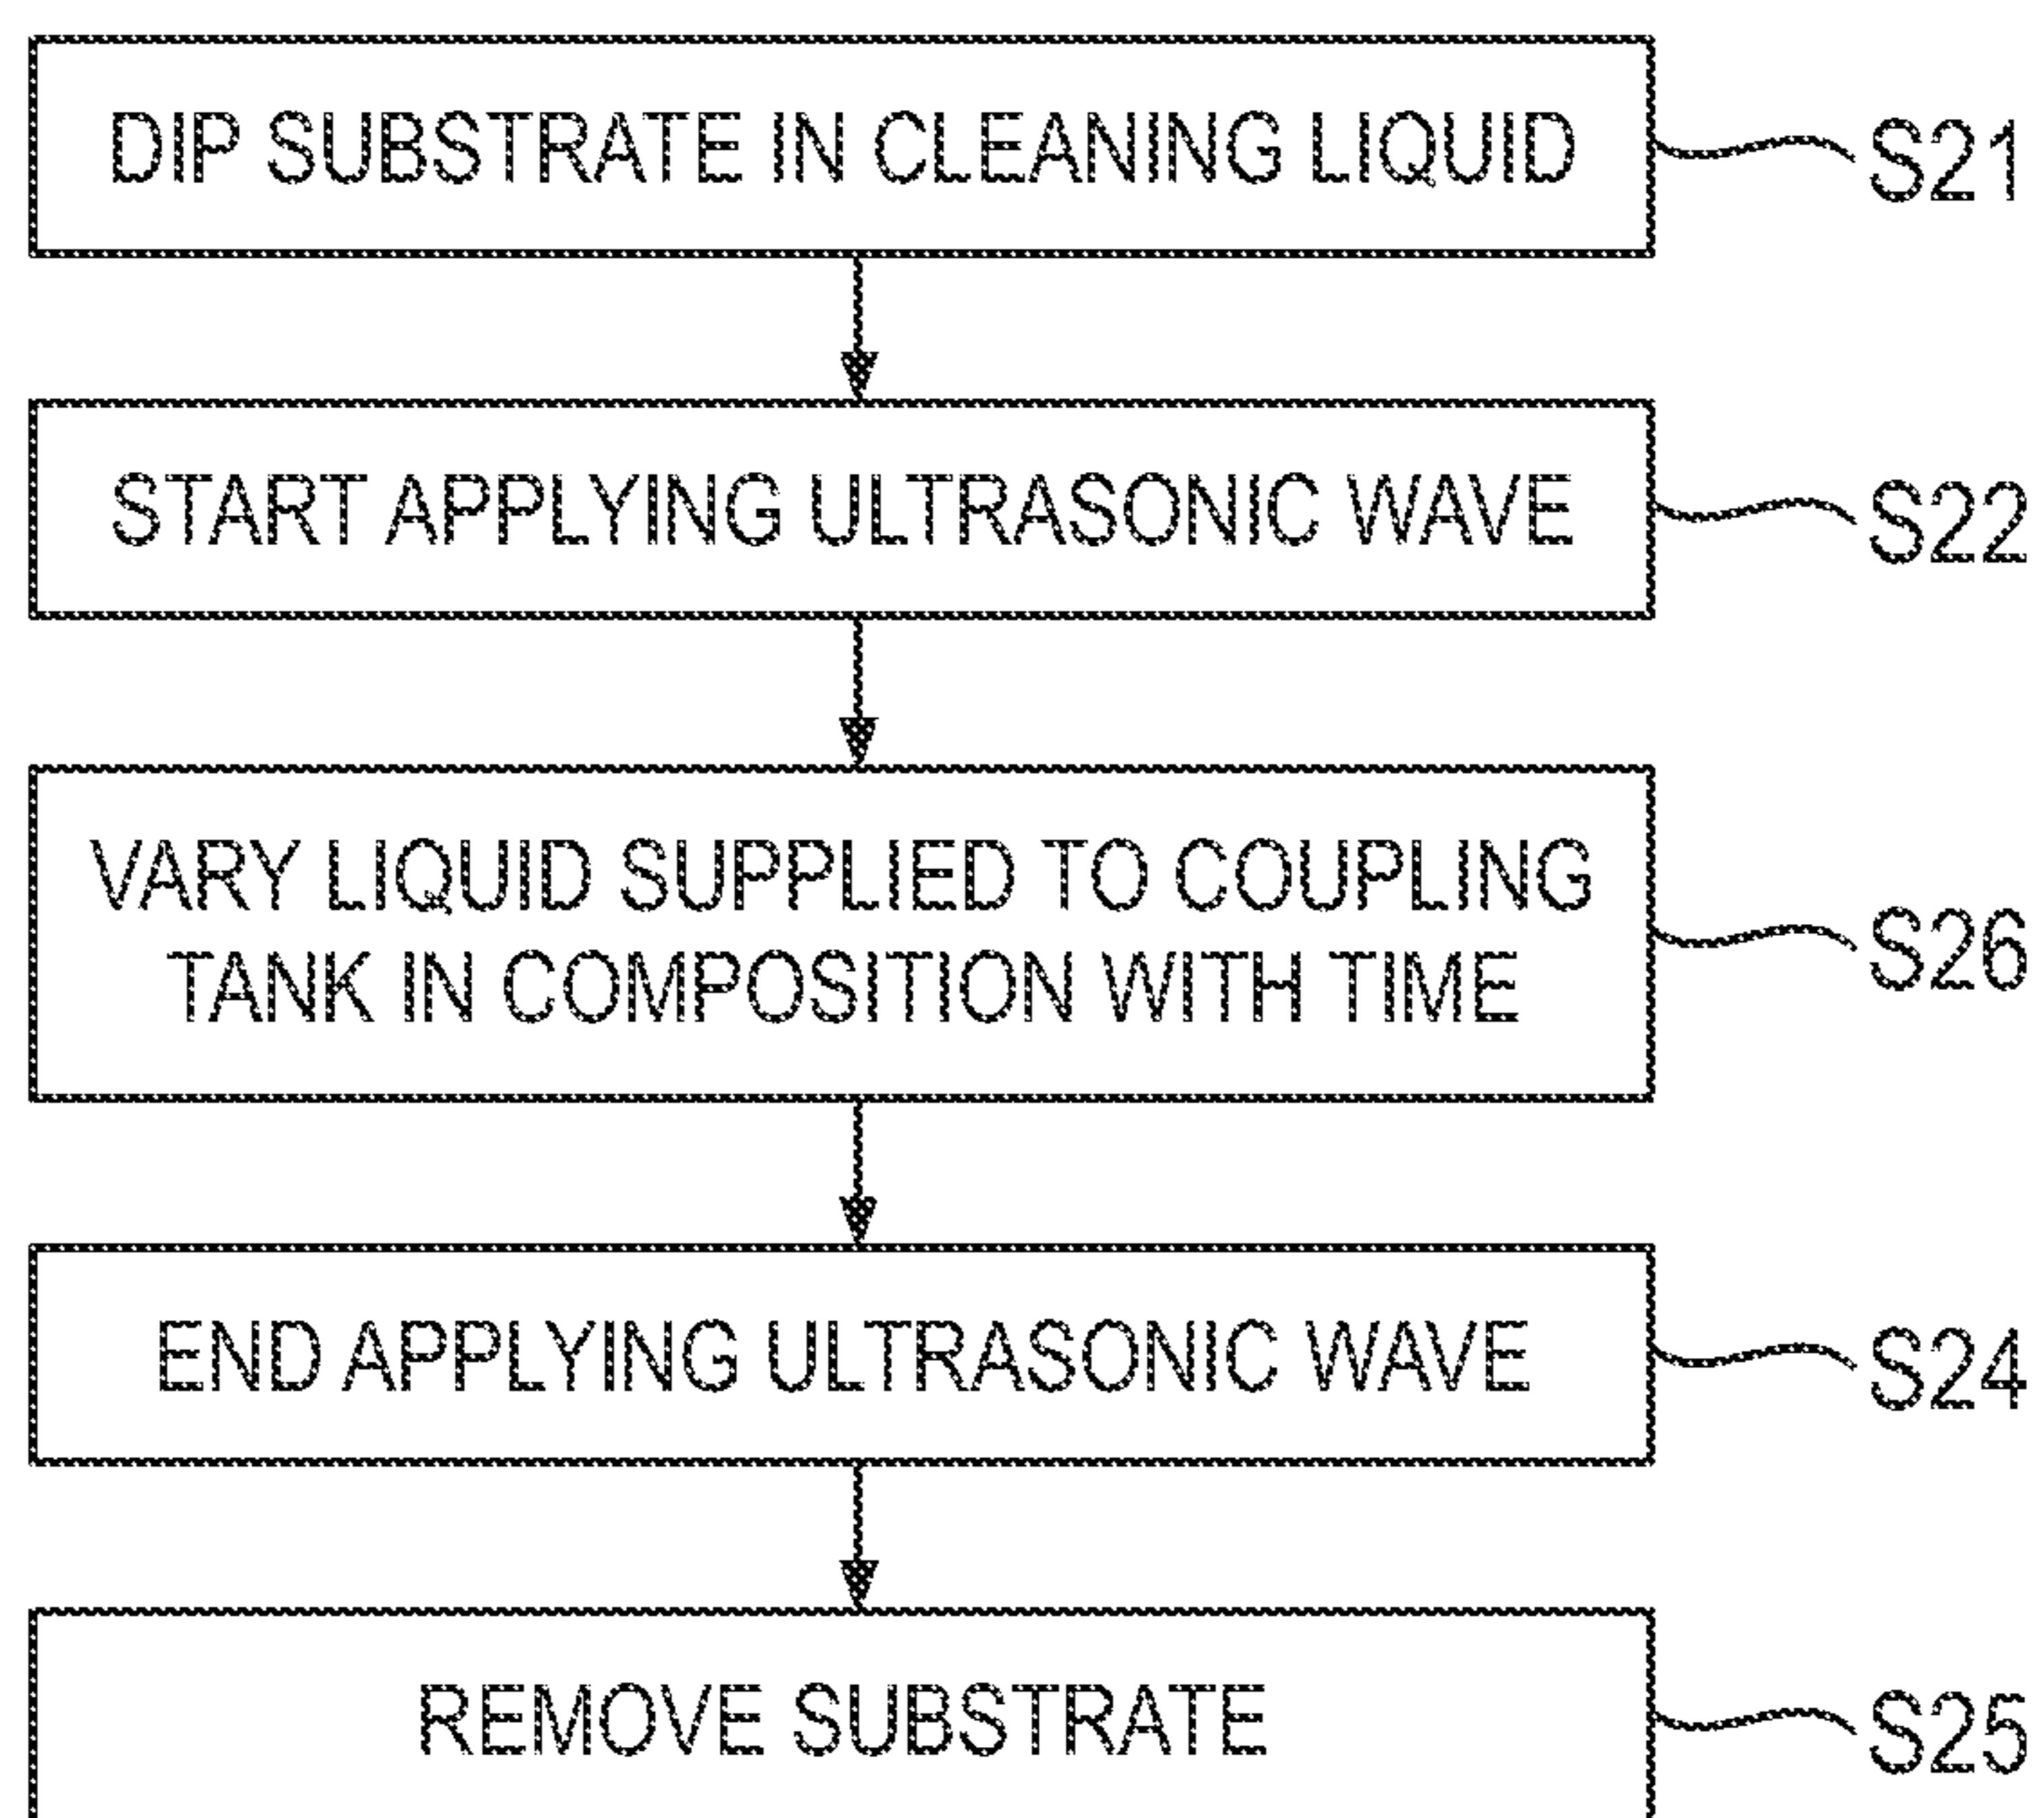 DIP SUBSTRATE IN CLEANING LIQUID S21
START APPLYING ULTRASONIC WAVE S22
VARY LIQUID SUPPLIED TO COUPLING
TANK IN COMPOSITION WITH TIME S26
END APPLYING ULTRASONIC WAVE S24
REMOVE SUBSTRATE S25